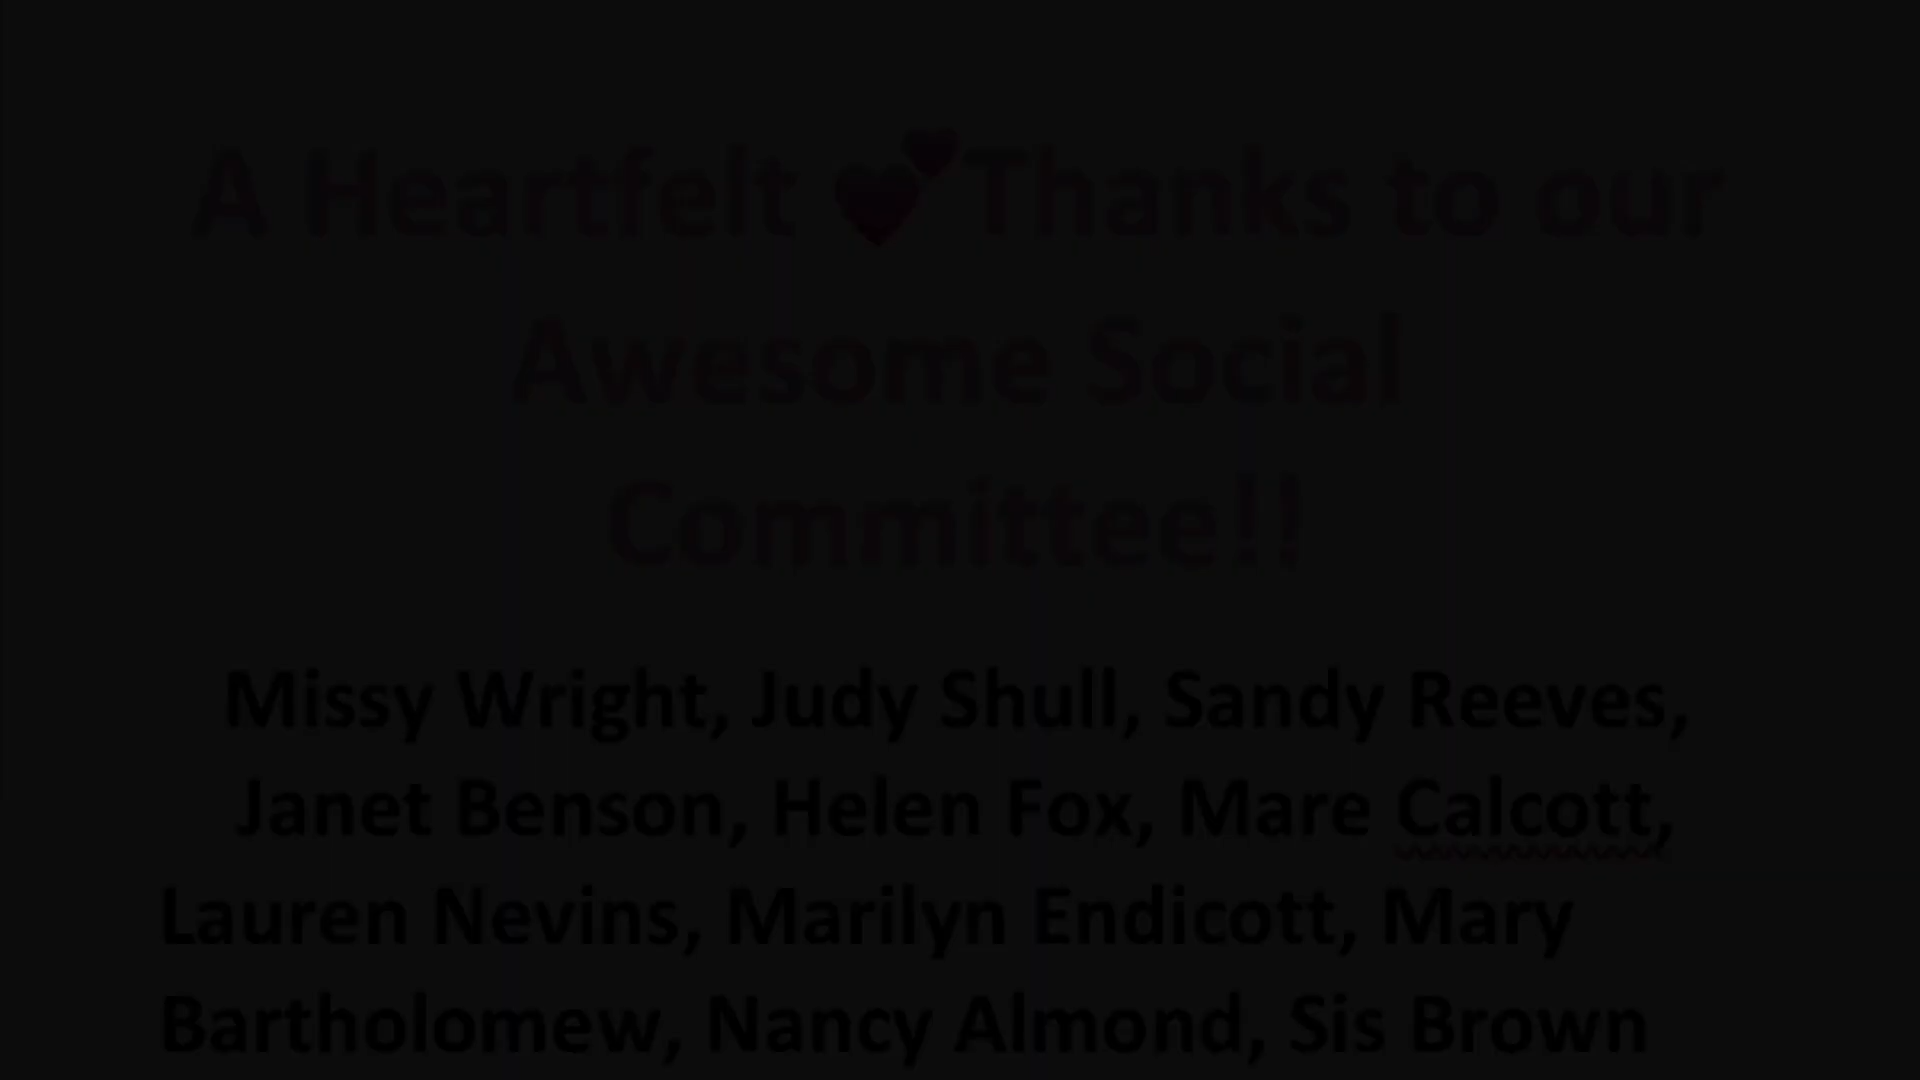 A Heartfelt 💕Thanks to our
Awesome Social
Committee!!
Missy Wright, Judy Shull, Sandy Reeves,
Janet Benson, Helen Fox, Mare Calcott,
Lauren Nevins, Marilyn Endicott, Mary
Bartholomew, Nancy Almond, Sis Brown